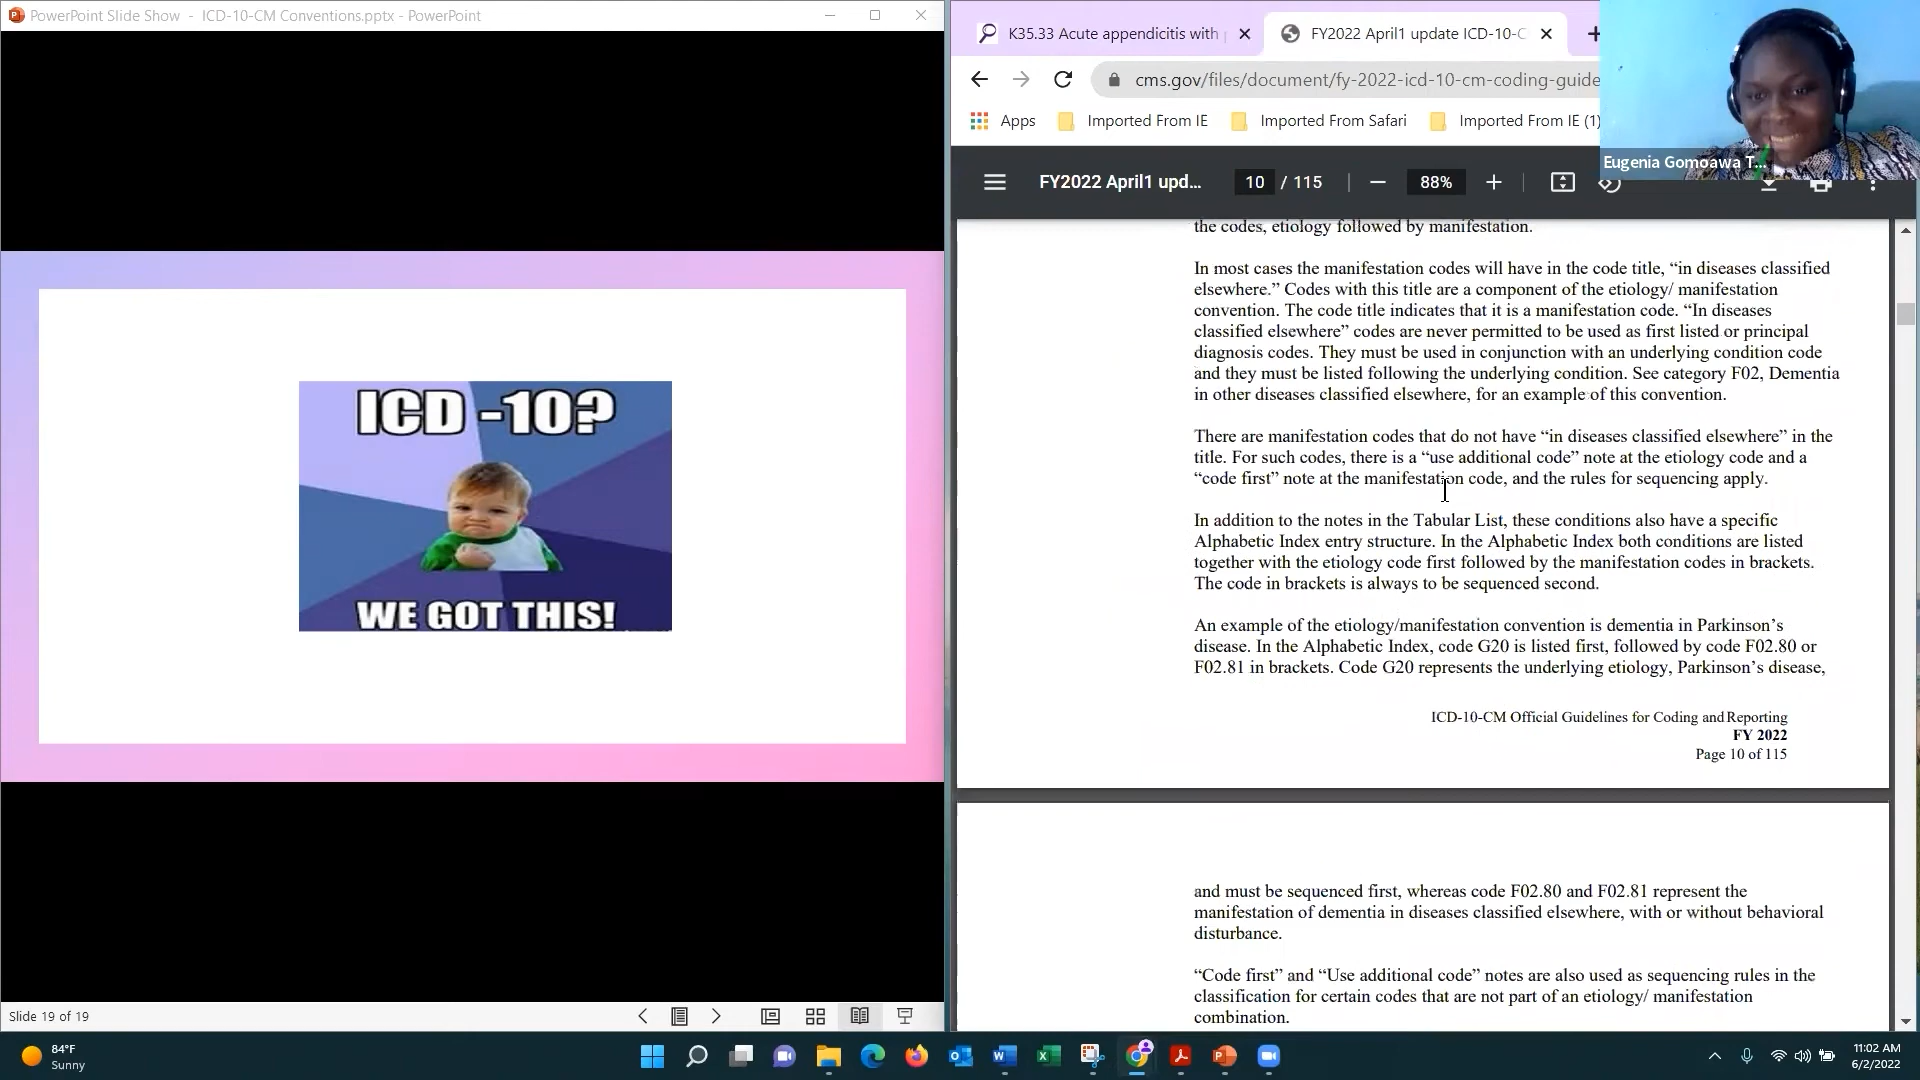 PowerPoint Slide Show - ICD-10-CM Conventions.pptx - PowerPoint
ICD -10?
WE GOT THIS!
Slide 19 of 19
K35.33 Acute appendicitis with
FY2022 April1 update ICD-10-C
cms.gov/files/document/fy-2022-icd-10-cm-coding-guide
Apps
Imported From IE
Imported From Safari
Imported From IE (1)
Eugenia Gomoawa T...
FY2022 April1 upd...
10 / 115
88%
the codes, etiology followed by manifestation.
In most cases the manifestation codes will have in the code title, “in diseases classified
elsewhere.” Codes with this title are a component of the etiology/ manifestation
convention. The code title indicates that it is a manifestation code. “In diseases
classified elsewhere” codes are never permitted to be used as first listed or principal
diagnosis codes. They must be used in conjunction with an underlying condition code
and they must be listed following the underlying condition. See category F02, Dementia
in other diseases classified elsewhere, for an example of this convention.
There are manifestation codes that do not have “in diseases classified elsewhere” in the
title. For such codes, there is a “use additional code” note at the etiology code and a
“code first” note at the manifestation code, and the rules for sequencing apply.
In addition to the notes in the Tabular List, these conditions also have a specific
Alphabetic Index entry structure. In the Alphabetic Index both conditions are listed
together with the etiology code first followed by the manifestation codes in brackets.
The code in brackets is always to be sequenced second.
An example of the etiology/manifestation convention is dementia in Parkinson’s
disease. In the Alphabetic Index, code G20 is listed first, followed by code F02.80 or
F02.81 in brackets. Code G20 represents the underlying etiology, Parkinson’s disease,
ICD-10-CM Official Guidelines for Coding and Reporting
FY 2022
Page 10 of 115
and must be sequenced first, whereas code F02.80 and F02.81 represent the
manifestation of dementia in diseases classified elsewhere, with or without behavioral
disturbance.
“Code first” and “Use additional code” notes are also used as sequencing rules in the
classification for certain codes that are not part of an etiology/ manifestation
combination.
84°F
Sunny
11:02 AM
6/2/2022